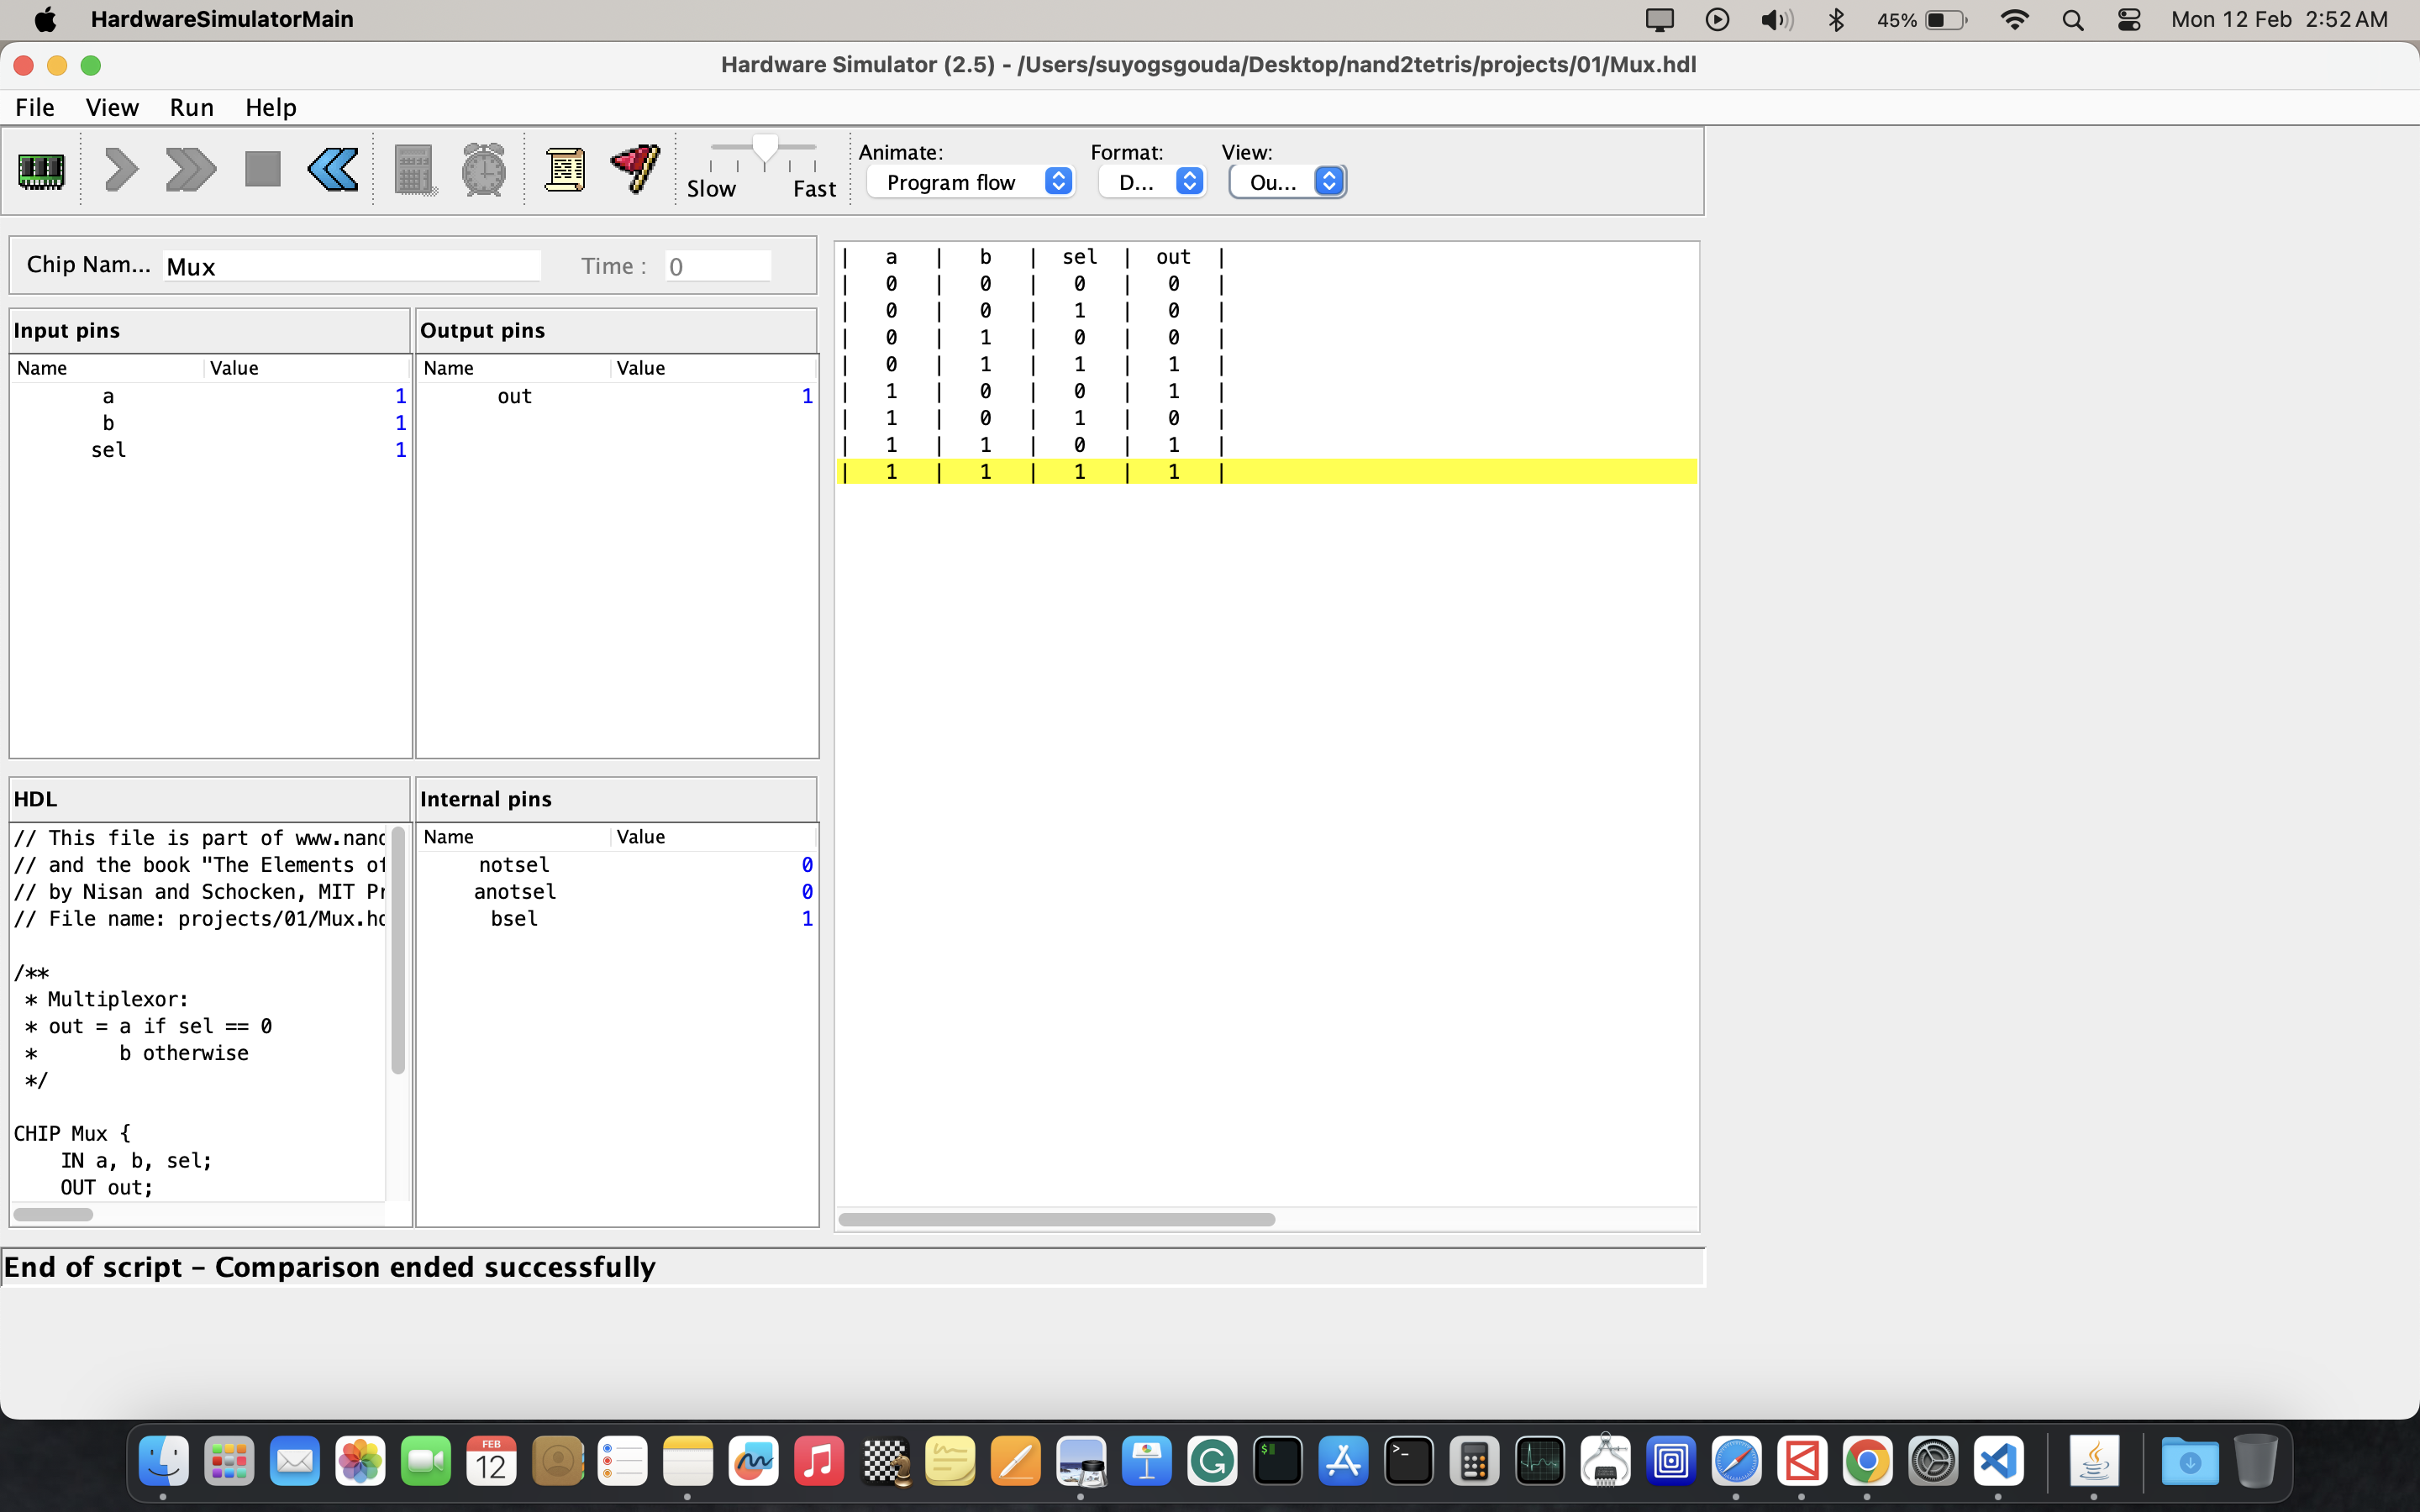 HardwareSimulatorMain
45%
Mon 12 Feb 2:52 AM
Hardware Simulator (2.5) - /Users/suyogsgouda/Desktop/nand2tetris/projects/01/Mux.hdl
File View Run Help
Slow Fast
Animate: Format: View:
Program flow D... Ou...
Chip Nam... Mux Time : 0
Input pins
Name Value
a 1
b 1
sel 1
Output pins
Name Value
out 1
| a | b | sel | out |
| 0 | 0 | 0 | 0 |
| 0 | 0 | 1 | 0 |
| 0 | 1 | 0 | 0 |
| 0 | 1 | 1 | 1 |
| 1 | 0 | 0 | 1 |
| 1 | 0 | 1 | 0 |
| 1 | 1 | 0 | 1 |
| 1 | 1 | 1 | 1 |
HDL
// This file is part of www.nand
// and the book "The Elements of
// by Nisan and Schocken, MIT Pr
// File name: projects/01/Mux.hd
/**
* Multiplexor:
* out = a if sel == 0
* b otherwise
*/
CHIP Mux {
IN a, b, sel;
OUT out;
Internal pins
Name Value
notsel 0
anotsel 0
bsel 1
End of script – Comparison ended successfully
FEB
12